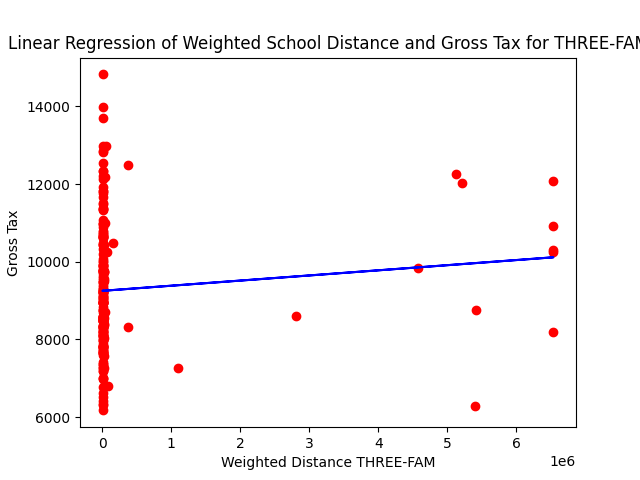 Linear Regression of Weighted School Distance and Gross Tax for THREE-FAM
14000
12000
10000
8000
6000
Gross Tax
0 1 2 3 4 5 6
1e6
Weighted Distance THREE-FAM